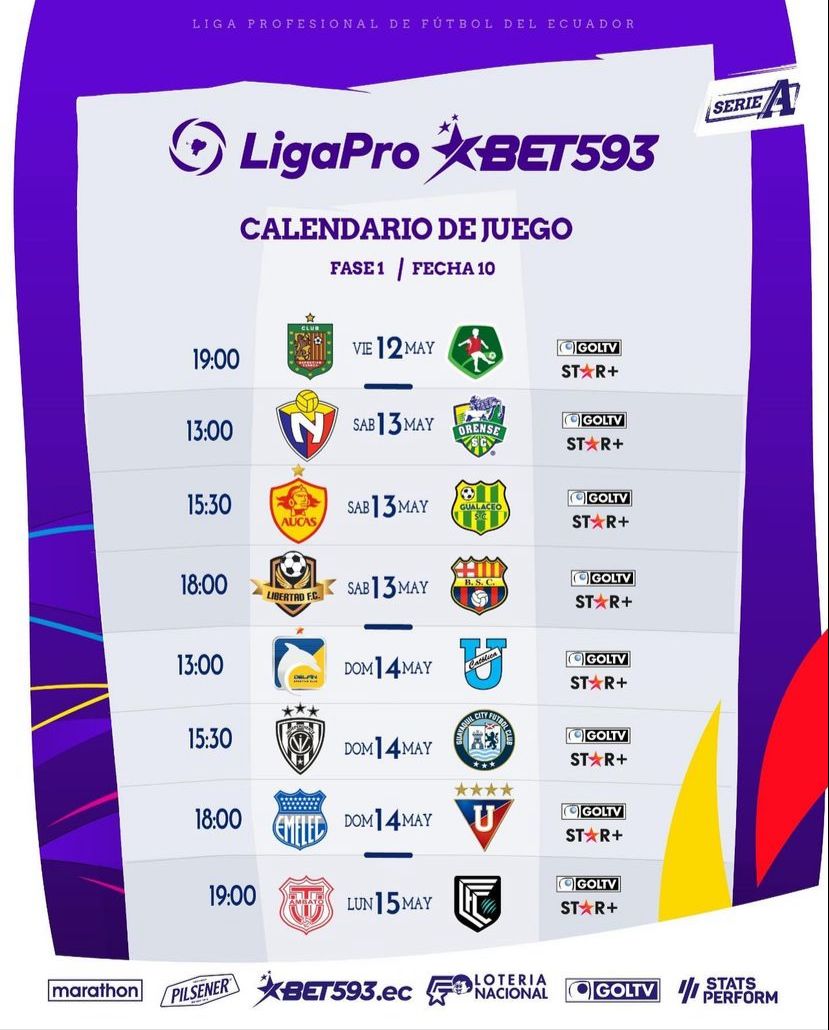 LIGA PROFESIONAL DE FÚTBOL DEL ECUADOR
SERIE A
LigaPro XBET593
CALENDARIO DE JUEGO
FASE 1 / FECHA 10
19:00 CLUB VIE 12 MAY GOLTV
STAR+
13:00 N SAB 13 MAY ORENSE S.C. GOLTV
STAR+
15:30 AUCAS SAB 13 MAY GUALACEO S.C. GOLTV
STAR+
18:00 LIBERTAD F.C. SAB 13 MAY B.S.C. GOLTV
STAR+
13:00 DELFIN DOM 14 MAY U Católica GOLTV
STAR+
15:30 DOM 14 MAY GUAYAQUIL CITY FUTBOL CLUB GOLTV
STAR+
18:00 EMELEC DOM 14 MAY U GOLTV
STAR+
19:00 AMBATO LUN 15 MAY GOLTV
STAR+
marathon PILSENER XBET593.ec LOTERIA NACIONAL GOLTV STATS PERFORM